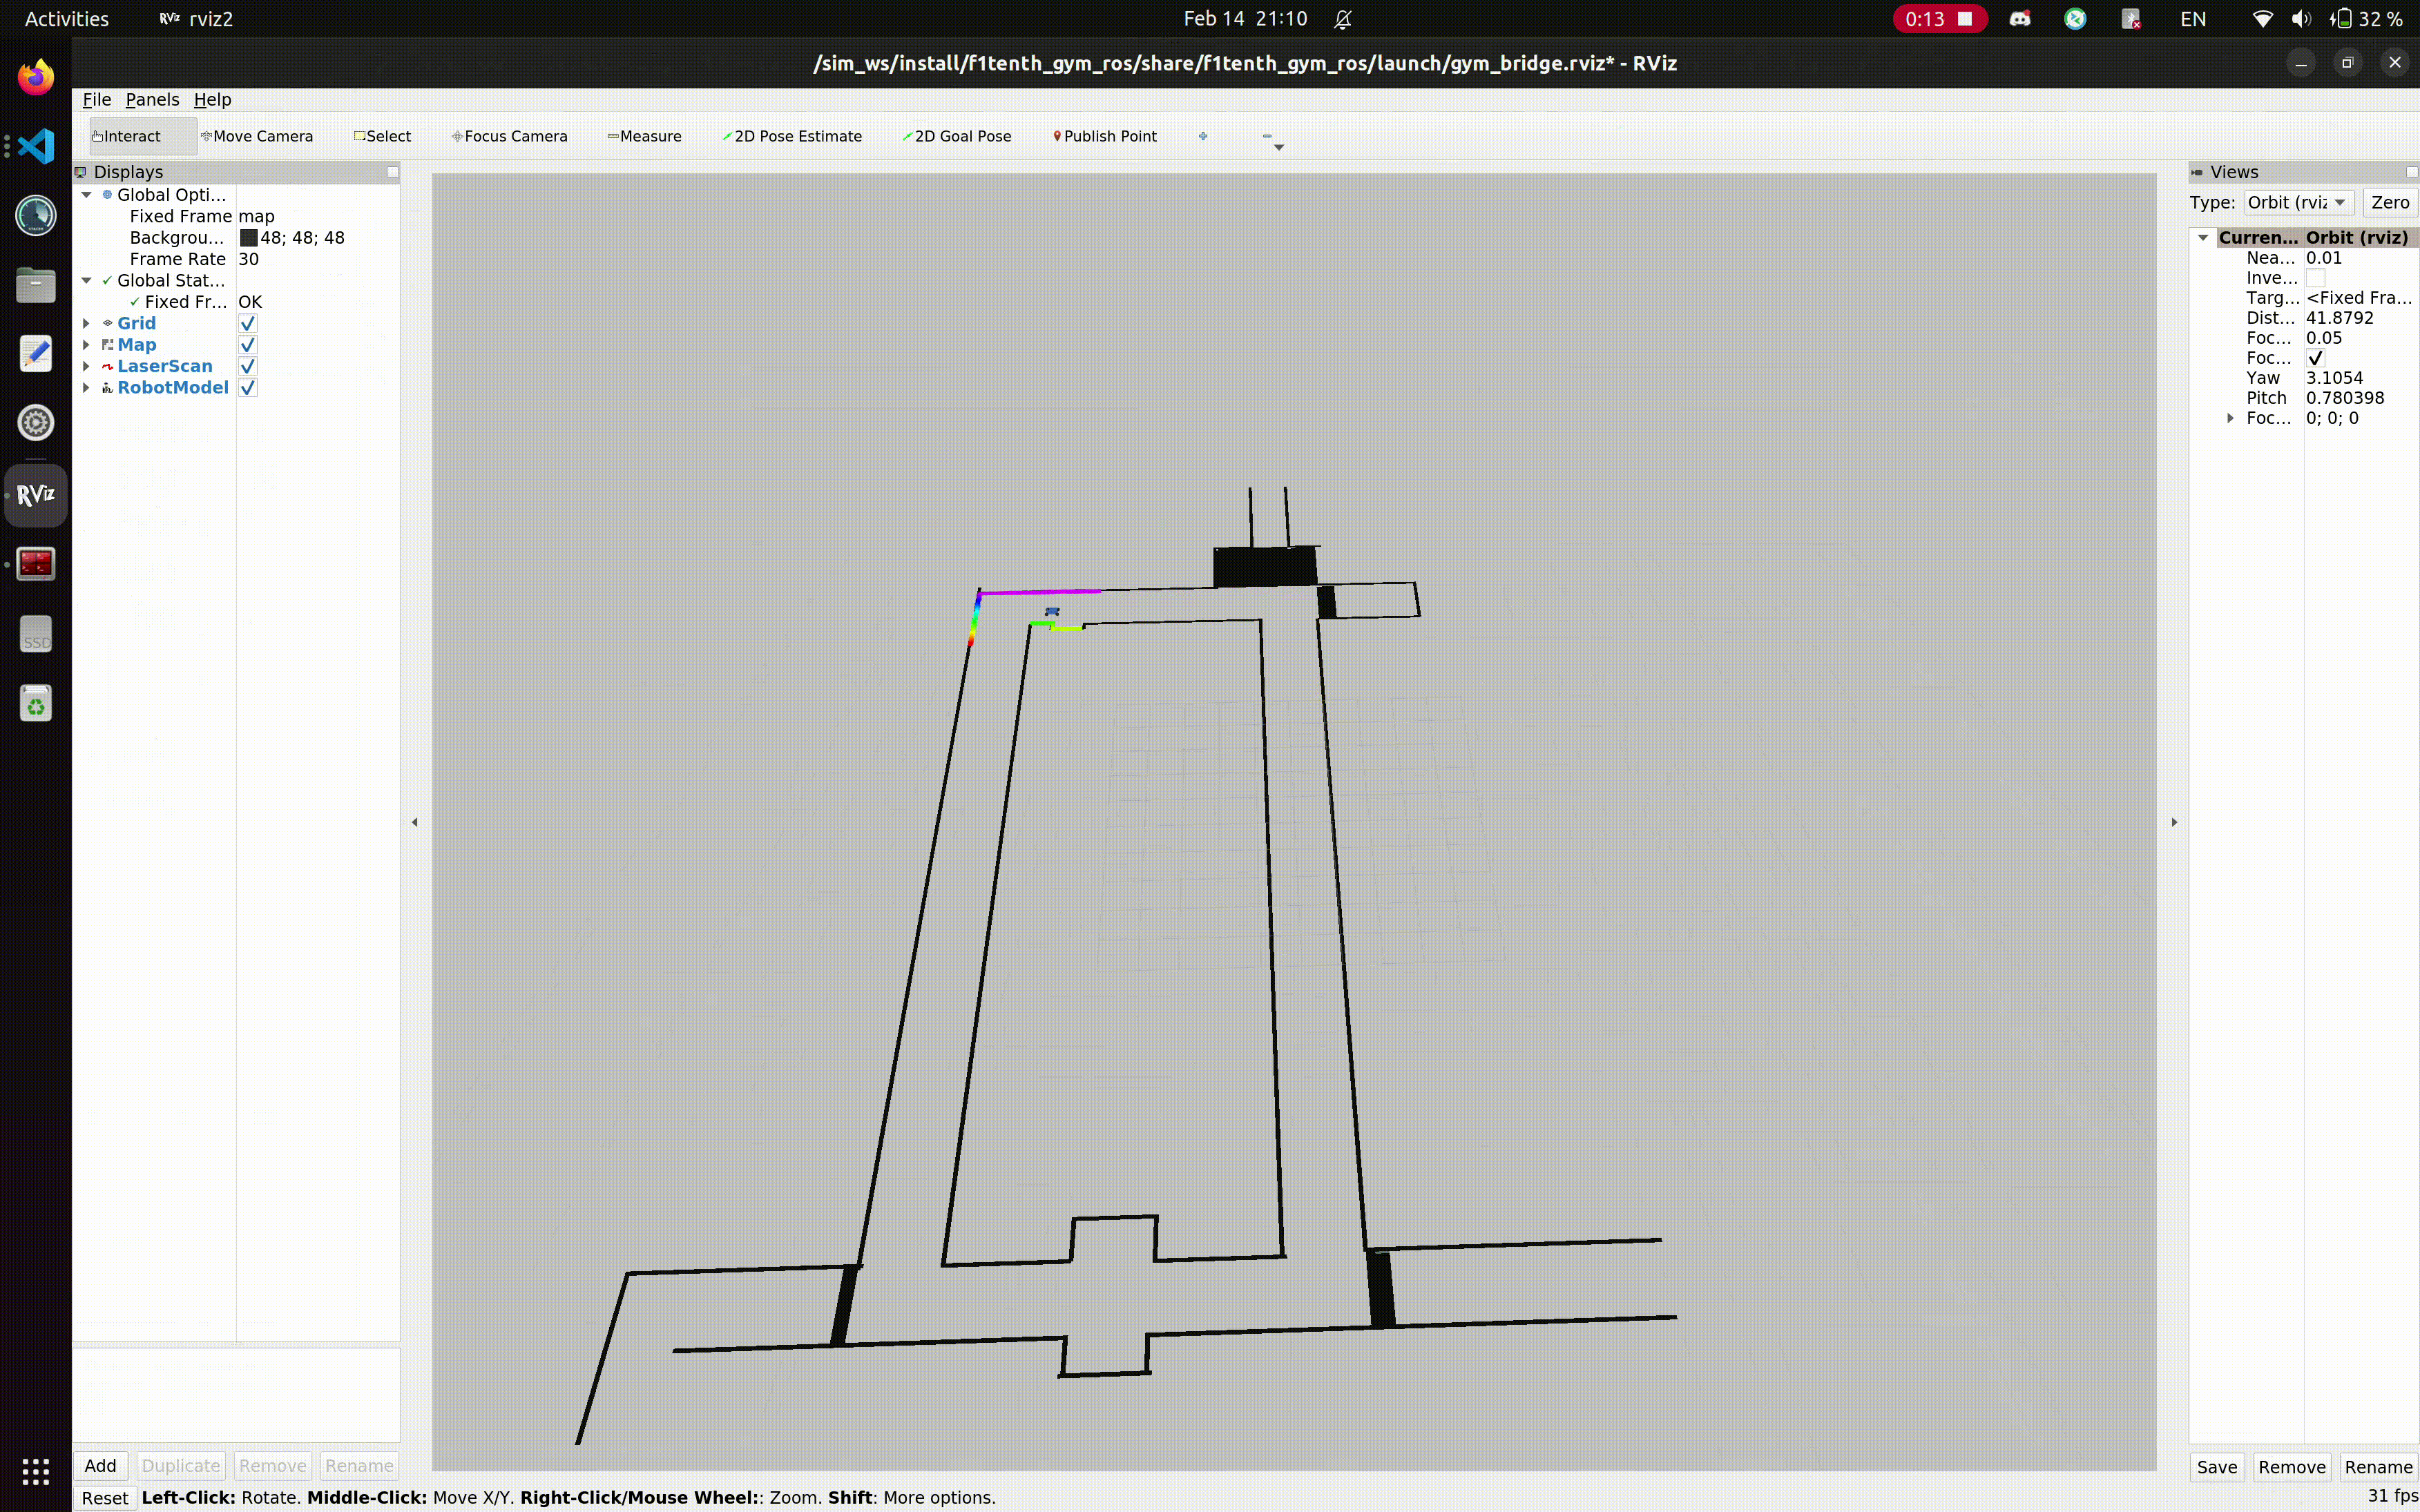 Activities RViz rviz2 Feb 14 21:10 0:13 EN 32 %
/sim_ws/install/f1tenth_gym_ros/share/f1tenth_gym_ros/launch/gym_bridge.rviz* - RViz
File Panels Help
Interact Move Camera Select Focus Camera Measure 2D Pose Estimate 2D Goal Pose Publish Point
Displays
Global Opti...
Fixed Frame map
Backgrou... 48; 48; 48
Frame Rate 30
Global Stat...
Fixed Fr... OK
Grid
Map
LaserScan
RobotModel
Add Duplicate Remove Rename
Reset Left-Click: Rotate. Middle-Click: Move X/Y. Right-Click/Mouse Wheel:: Zoom. Shift: More options.
Views
Type: Orbit (rviz Zero
Curren... Orbit (rviz)
Nea... 0.01
Inve...
Targ... <Fixed Fra...
Dist... 41.8792
Foc... 0.05
Foc...
Yaw 3.1054
Pitch 0.780398
Foc... 0; 0; 0
Save Remove Rename
31 fps
RViz
SSD